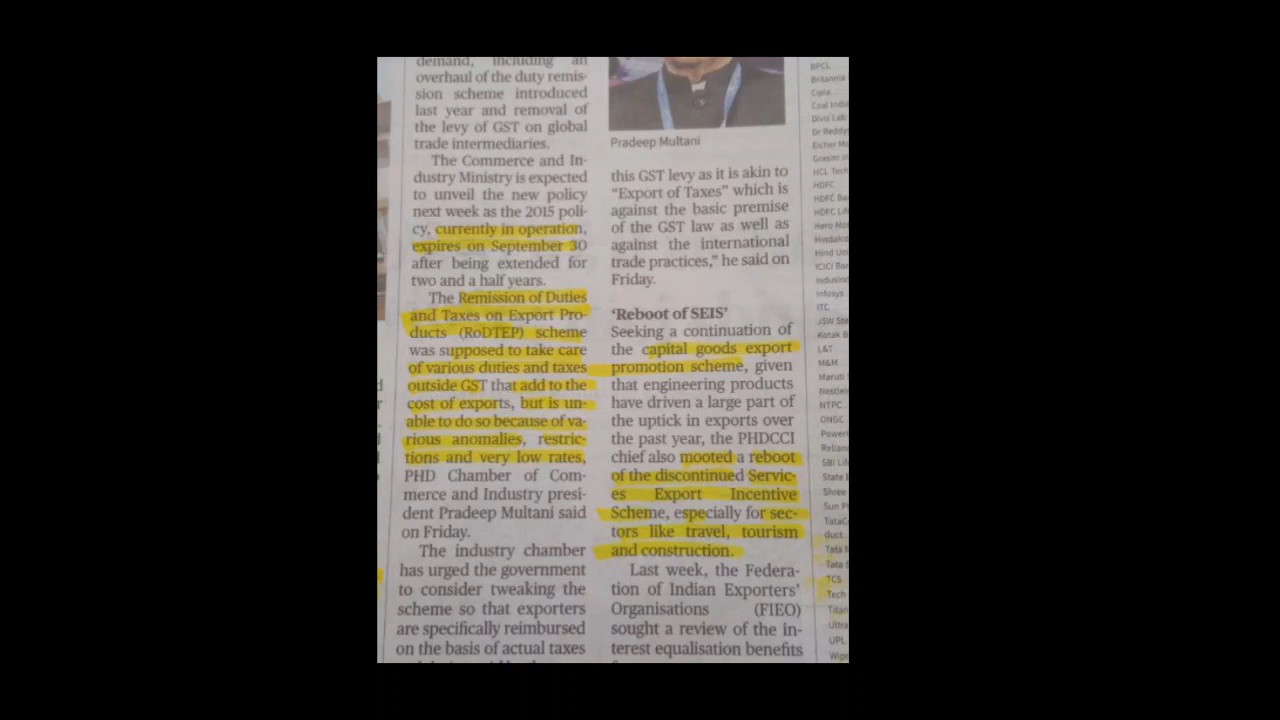 demand, including an
overhaul of the duty remis-
sion scheme introduced
last year and removal of
the levy of GST on global
trade intermediaries.
The Commerce and In-
dustry Ministry is expected
to unveil the new policy
next week as the 2015 poli-
cy, currently in operation,
expires on September 30
after being extended for
two and a half years.
The Remission of Duties
and Taxes on Export Pro-
ducts (RoDTEP) scheme
was supposed to take care
of various duties and taxes
outside GST that add to the
cost of exports, but is un-
able to do so because of va-
rious anomalies, restric-
tions and very low rates,
PHD Chamber of Com-
merce and Industry presi-
dent Pradeep Multani said
on Friday.
The industry chamber
has urged the government
to consider tweaking the
scheme so that exporters
are specifically reimbursed
on the basis of actual taxes
Pradeep Multani
this GST levy as it is akin to
“Export of Taxes” which is
against the basic premise
of the GST law as well as
against the international
trade practices,” he said on
Friday.
‘Reboot of SEIS’
Seeking a continuation of
the capital goods export
promotion scheme, given
that engineering products
have driven a large part of
the uptick in exports over
the past year, the PHDCCI
chief also mooted a reboot
of the discontinued Servic-
es Export Incentive
Scheme, especially for sec-
tors like travel, tourism
and construction.
Last week, the Federa-
tion of Indian Exporters’
Organisations (FIEO)
sought a review of the in-
terest equalisation benefits
BPCL
Britannia
Cipla
Coal India
Divis Lab
Dr Reddy
Eicher Mo
Grasim In
HCL Tech
HDFC
HDFC Ban
HDFC Lif
Hero Mot
Hindalco
Hind Uni
ICICI Ban
IndusInd
Infosys
ITC
JSW Ste
Kotak B
L&T
M&M
Maruti
Nestle
NTPC
ONGC
Power
Relian
SBI Lif
State
Shree
Sun P
TataC
duct
Tata
Tata
TCS
Tech
Titan
Ultra
UPL
Wipr